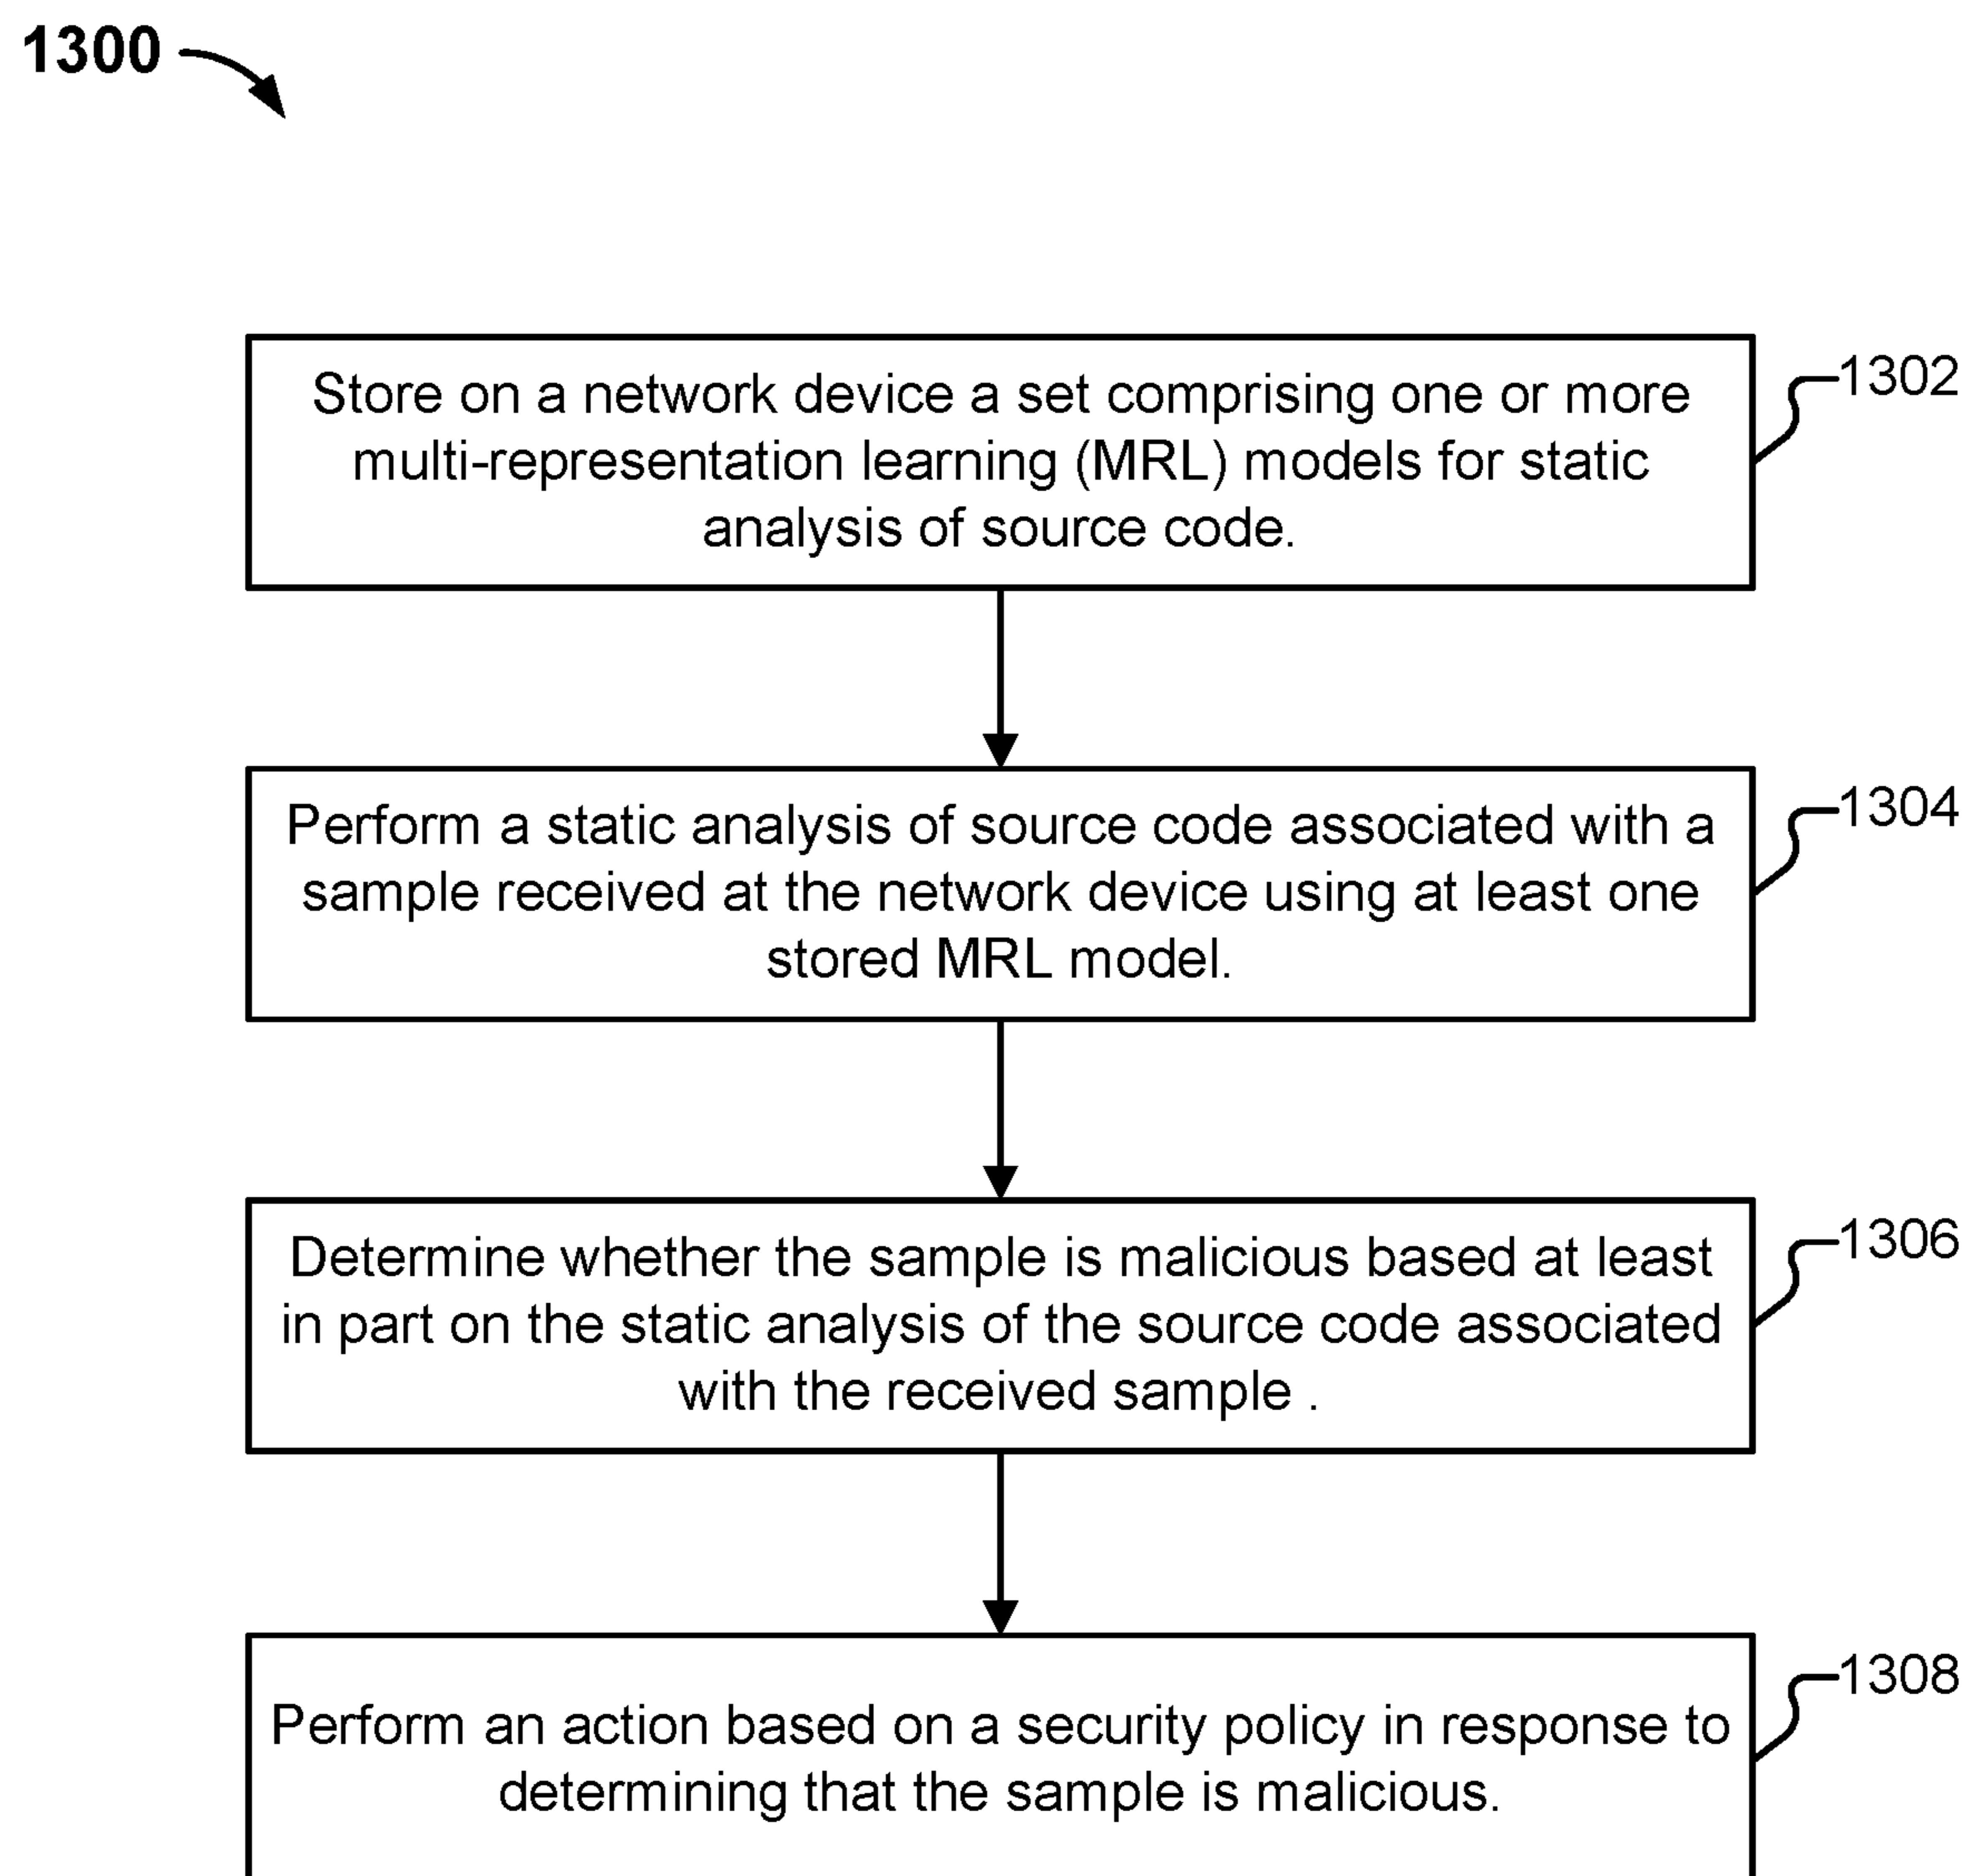 1300
Store on a network device a set comprising one or more
multi-representation learning (MRL) models for static
analysis of source code.
1302
Perform a static analysis of source code associated with a
sample received at the network device using at least one
stored MRL model.
1304
Determine whether the sample is malicious based at least
in part on the static analysis of the source code associated
with the received sample .
1306
Perform an action based on a security policy in response to
determining that the sample is malicious.
1308